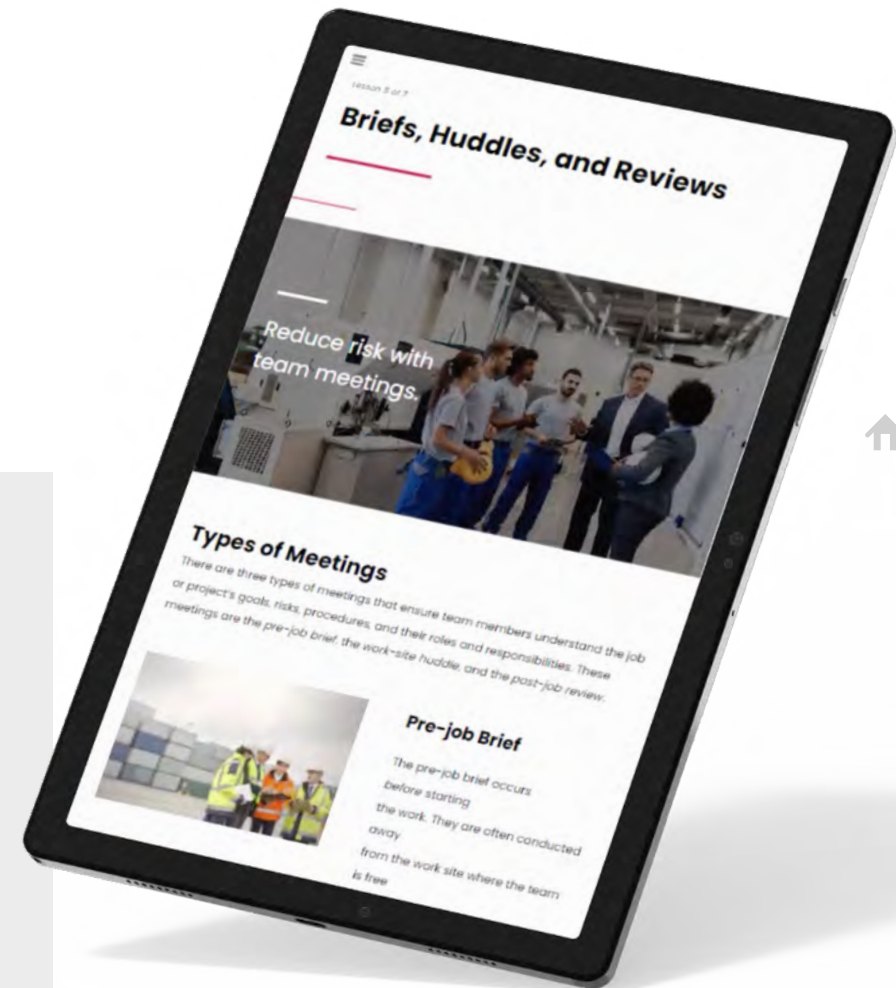 Lesson 5 of 7
Briefs, Huddles, and Reviews
Reduce risk with
team meetings.
Types of Meetings
There are three types of meetings that ensure team members understand the job
or project's goals, risks, procedures, and their roles and responsibilities. These
meetings are the pre-job brief, the work-site huddle, and the post-job review.
Pre-job Brief
The pre-job brief occurs
before starting
the work. They are often conducted
away
from the work site where the team
is free